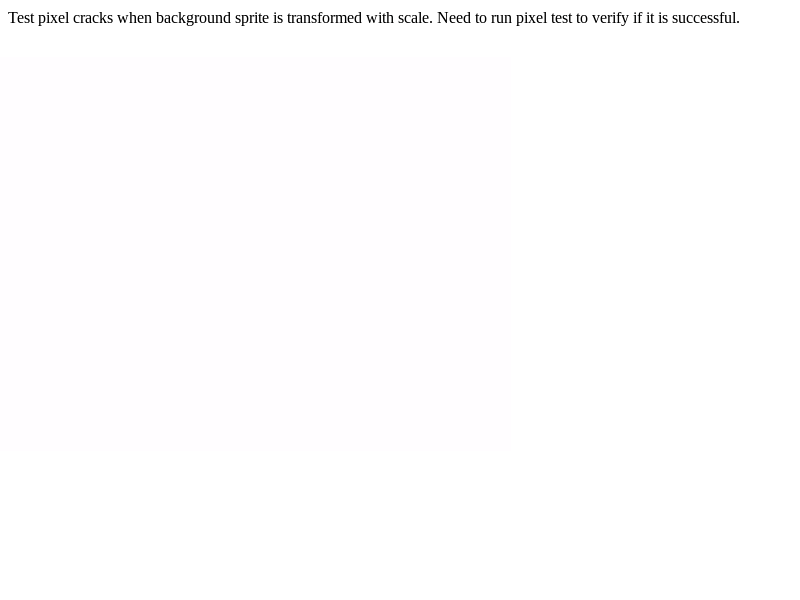 Test pixel cracks when background sprite is transformed with scale. Need to run pixel test to verify if it is successful.